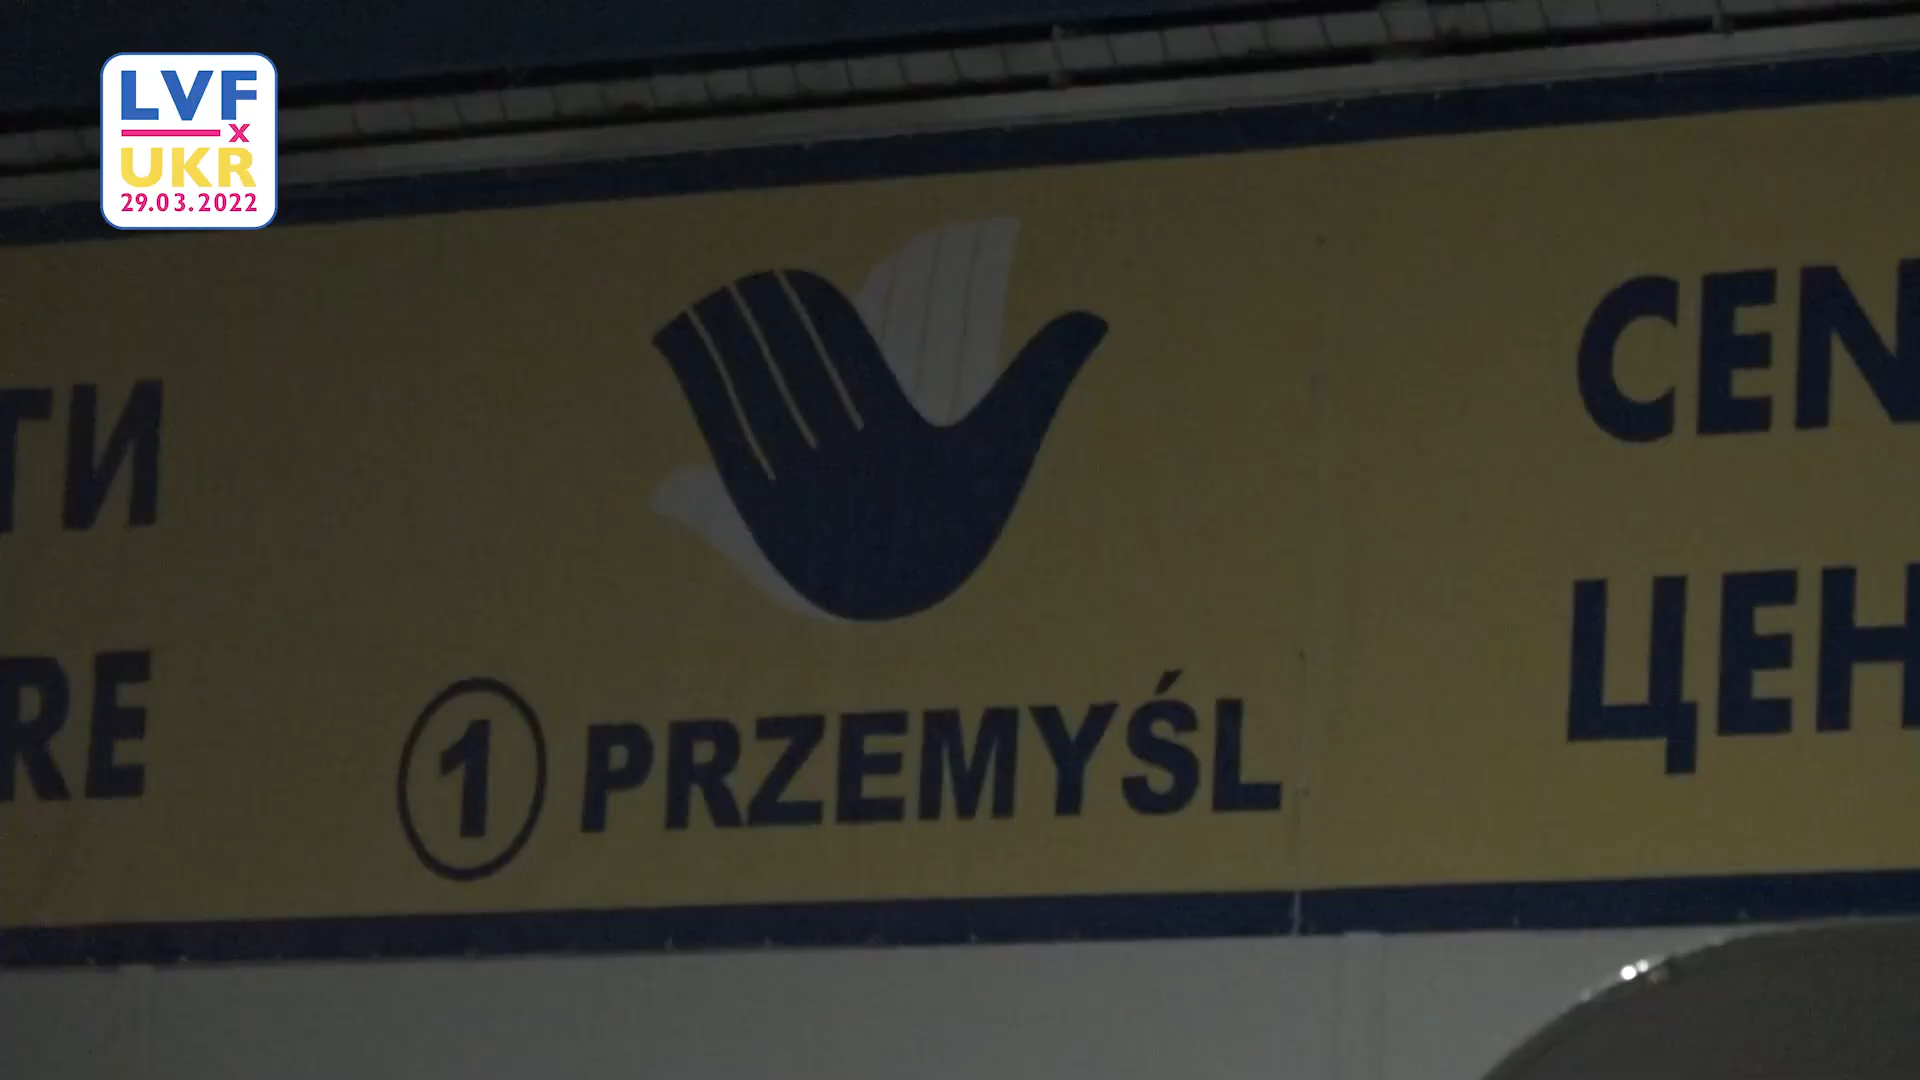 LVF
x
UKR
29.03.2022
ТИ
RE
1 PRZEMYŚL
CEN
ЦЕН